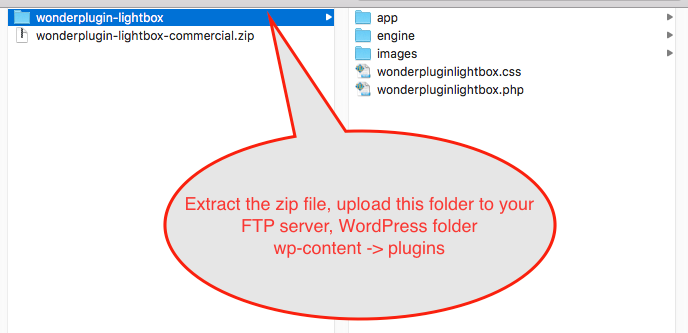 wonderplugin-lightbox
wonderplugin-lightbox-commercial.zip
app
engine
images
wonderpluginlightbox.css
wonderpluginlightbox.php
Extract the zip file, upload this folder to your
FTP server, WordPress folder
wp-content -> plugins